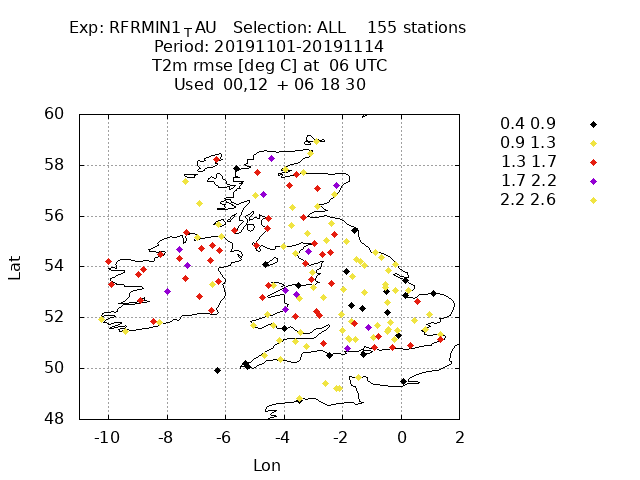 Exp: RFRMIN1_TAU Selection: ALL 155 stations
Period: 20191101-20191114
T2m rmse [deg C] at 06 UTC
Used 00,12 + 06 18 30
60
58
56
54
52
50
48
-10 -8 -6 -4 -2 0 2
Lat
Lon
0.4 0.9
0.9 1.3
1.3 1.7
1.7 2.2
2.2 2.6